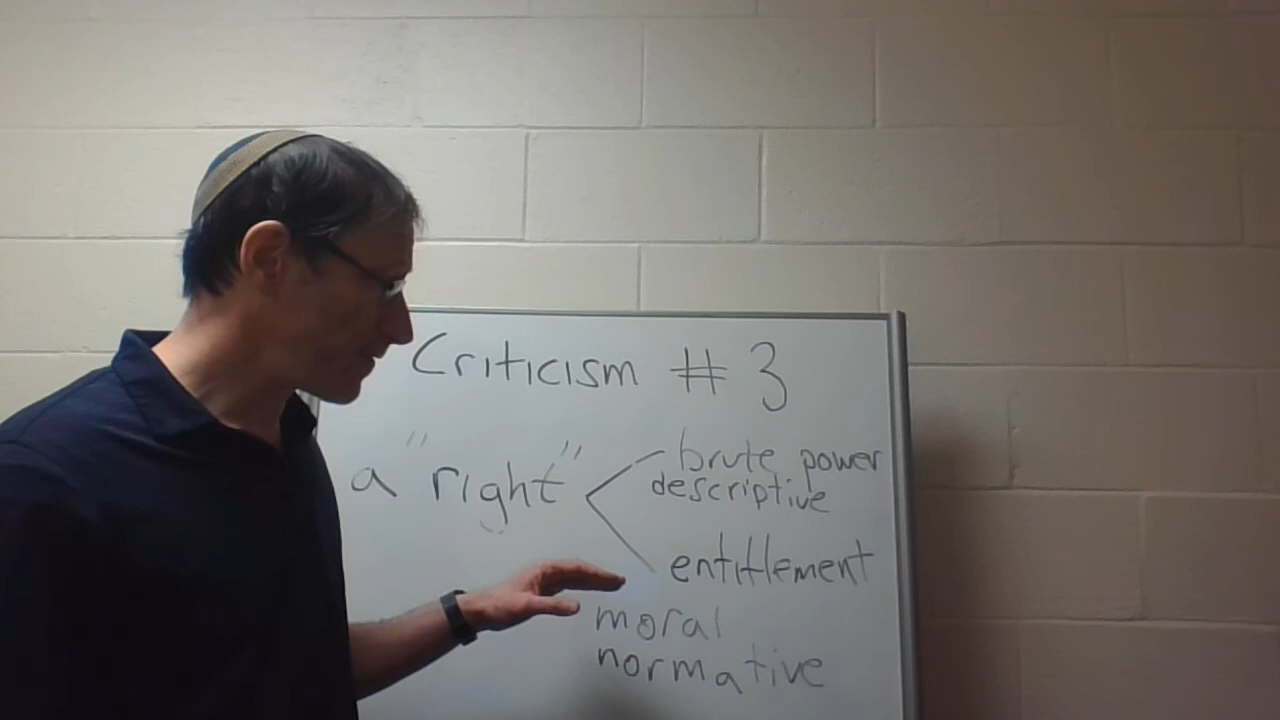 Criticism # 3
a "right"
brute power
descriptive
entitlement
moral
normative